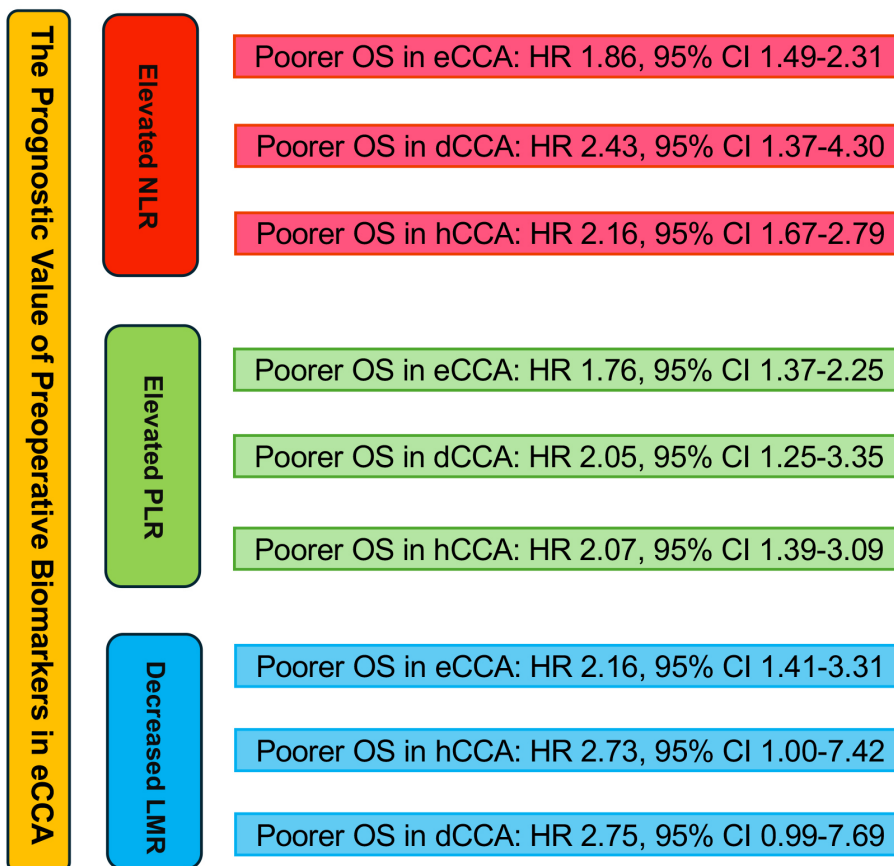 The Prognostic Value of Preoperative Biomarkers in eCCA
Elevated NLR
Poorer OS in eCCA: HR 1.86, 95% CI 1.49-2.31
Poorer OS in dCCA: HR 2.43, 95% CI 1.37-4.30
Poorer OS in hCCA: HR 2.16, 95% CI 1.67-2.79
Elevated PLR
Poorer OS in eCCA: HR 1.76, 95% CI 1.37-2.25
Poorer OS in dCCA: HR 2.05, 95% CI 1.25-3.35
Poorer OS in hCCA: HR 2.07, 95% CI 1.39-3.09
Decreased LMR
Poorer OS in eCCA: HR 2.16, 95% CI 1.41-3.31
Poorer OS in hCCA: HR 2.73, 95% CI 1.00-7.42
Poorer OS in dCCA: HR 2.75, 95% CI 0.99-7.69